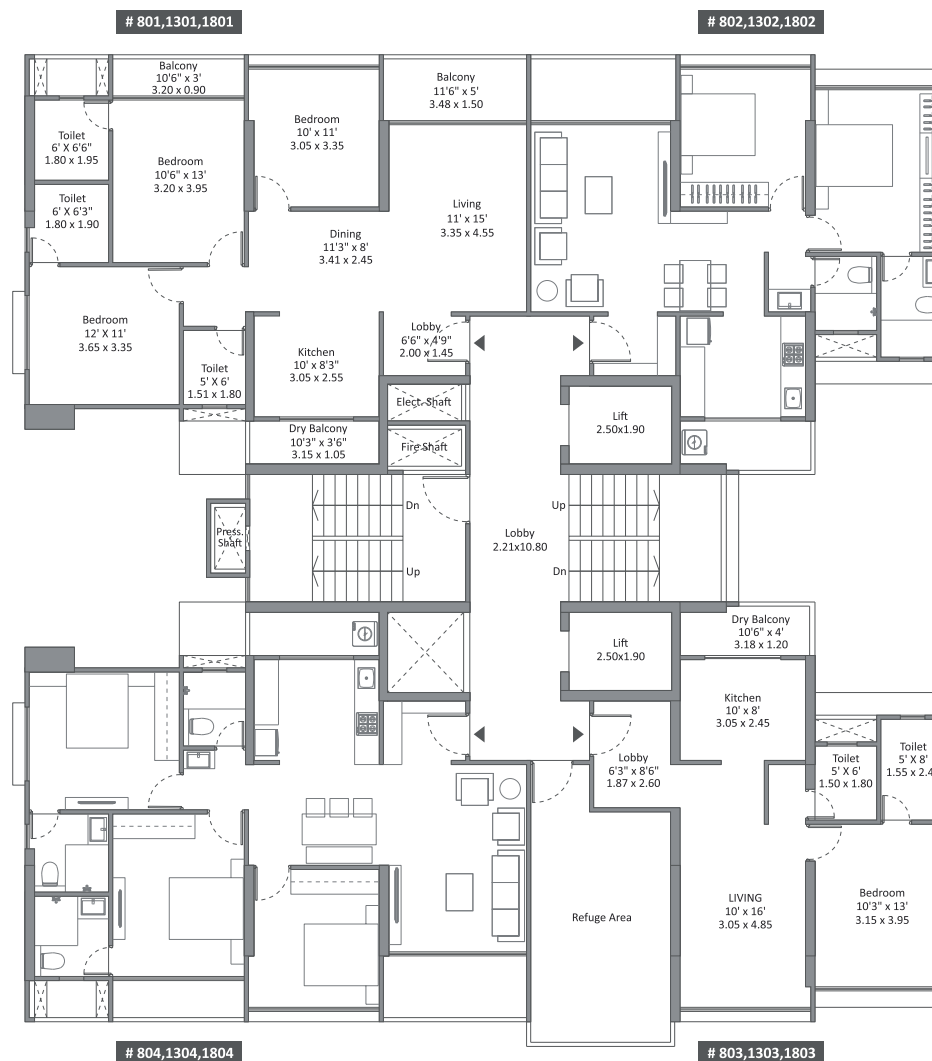 # 801,1301,1801
# 802,1302,1802
Balcony
10'6" x 3'
3.20 x 0.90
Balcony
11'6" x 5'
3.48 x 1.50
Bedroom
10' x 11'
3.05 x 3.35
Toilet
6' X 6'6"
1.80 x 1.95
Bedroom
10'6" x 13'
3.20 x 3.95
Toilet
6' X 6'3"
1.80 x 1.90
Living
11' x 15'
3.35 x 4.55
Dining
11'3" x 8'
3.41 x 2.45
Bedroom
12' X 11'
3.65 x 3.35
Lobby
6'6" x 4'9"
2.00 x 1.45
Kitchen
10' x 8'3"
3.05 x 2.55
Toilet
5' X 6'
1.51 x 1.80
Elect. Shaft
Lift
2.50x1.90
Dry Balcony
10'3" x 3'6"
3.15 x 1.05
Fire Shaft
Dn
Up
Press.
Shaft
Lobby
2.21x10.80
Up
Dn
Lift
2.50x1.90
Dry Balcony
10'6" x 4'
3.18 x 1.20
Kitchen
10' x 8'
3.05 x 2.45
Lobby
6'3" x 8'6"
1.87 x 2.60
Toilet
5' X 6'
1.50 x 1.80
Toilet
5' X 8'
1.55 x 2.4
Refuge Area
LIVING
10' x 16'
3.05 x 4.85
Bedroom
10'3" x 13'
3.15 x 3.95
# 804,1304,1804
# 803,1303,1803